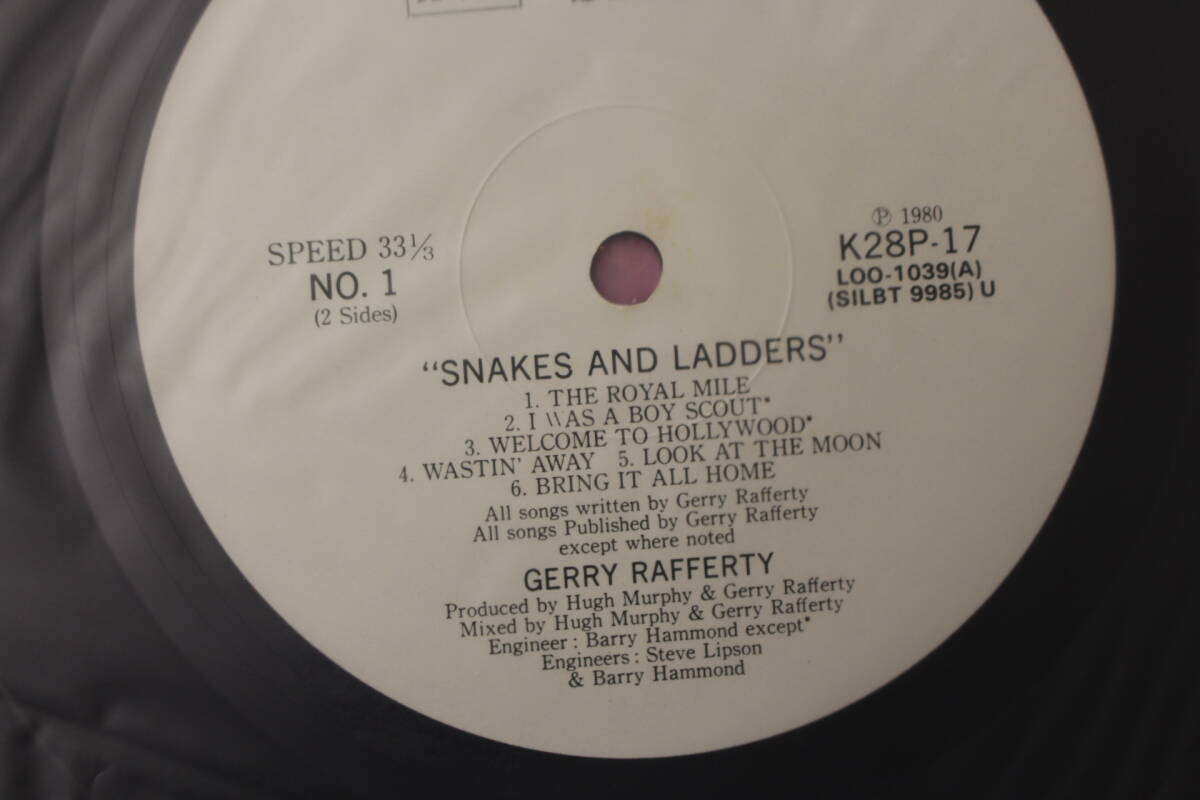 SPEED 33⅓
NO. 1
(2 Sides)
Ⓟ 1980
K28P-17
LOO-1039(A)
(SILBT 9985) U
"SNAKES AND LADDERS"
1. THE ROYAL MILE
2. I WAS A BOY SCOUT*
3. WELCOME TO HOLLYWOOD*
4. WASTIN' AWAY 5. LOOK AT THE MOON
6. BRING IT ALL HOME
All songs written by Gerry Rafferty
All songs Published by Gerry Rafferty
except where noted
GERRY RAFFERTY
Produced by Hugh Murphy & Gerry Rafferty
Mixed by Hugh Murphy & Gerry Rafferty
Engineer : Barry Hammond except*
Engineers : Steve Lipson
& Barry Hammond